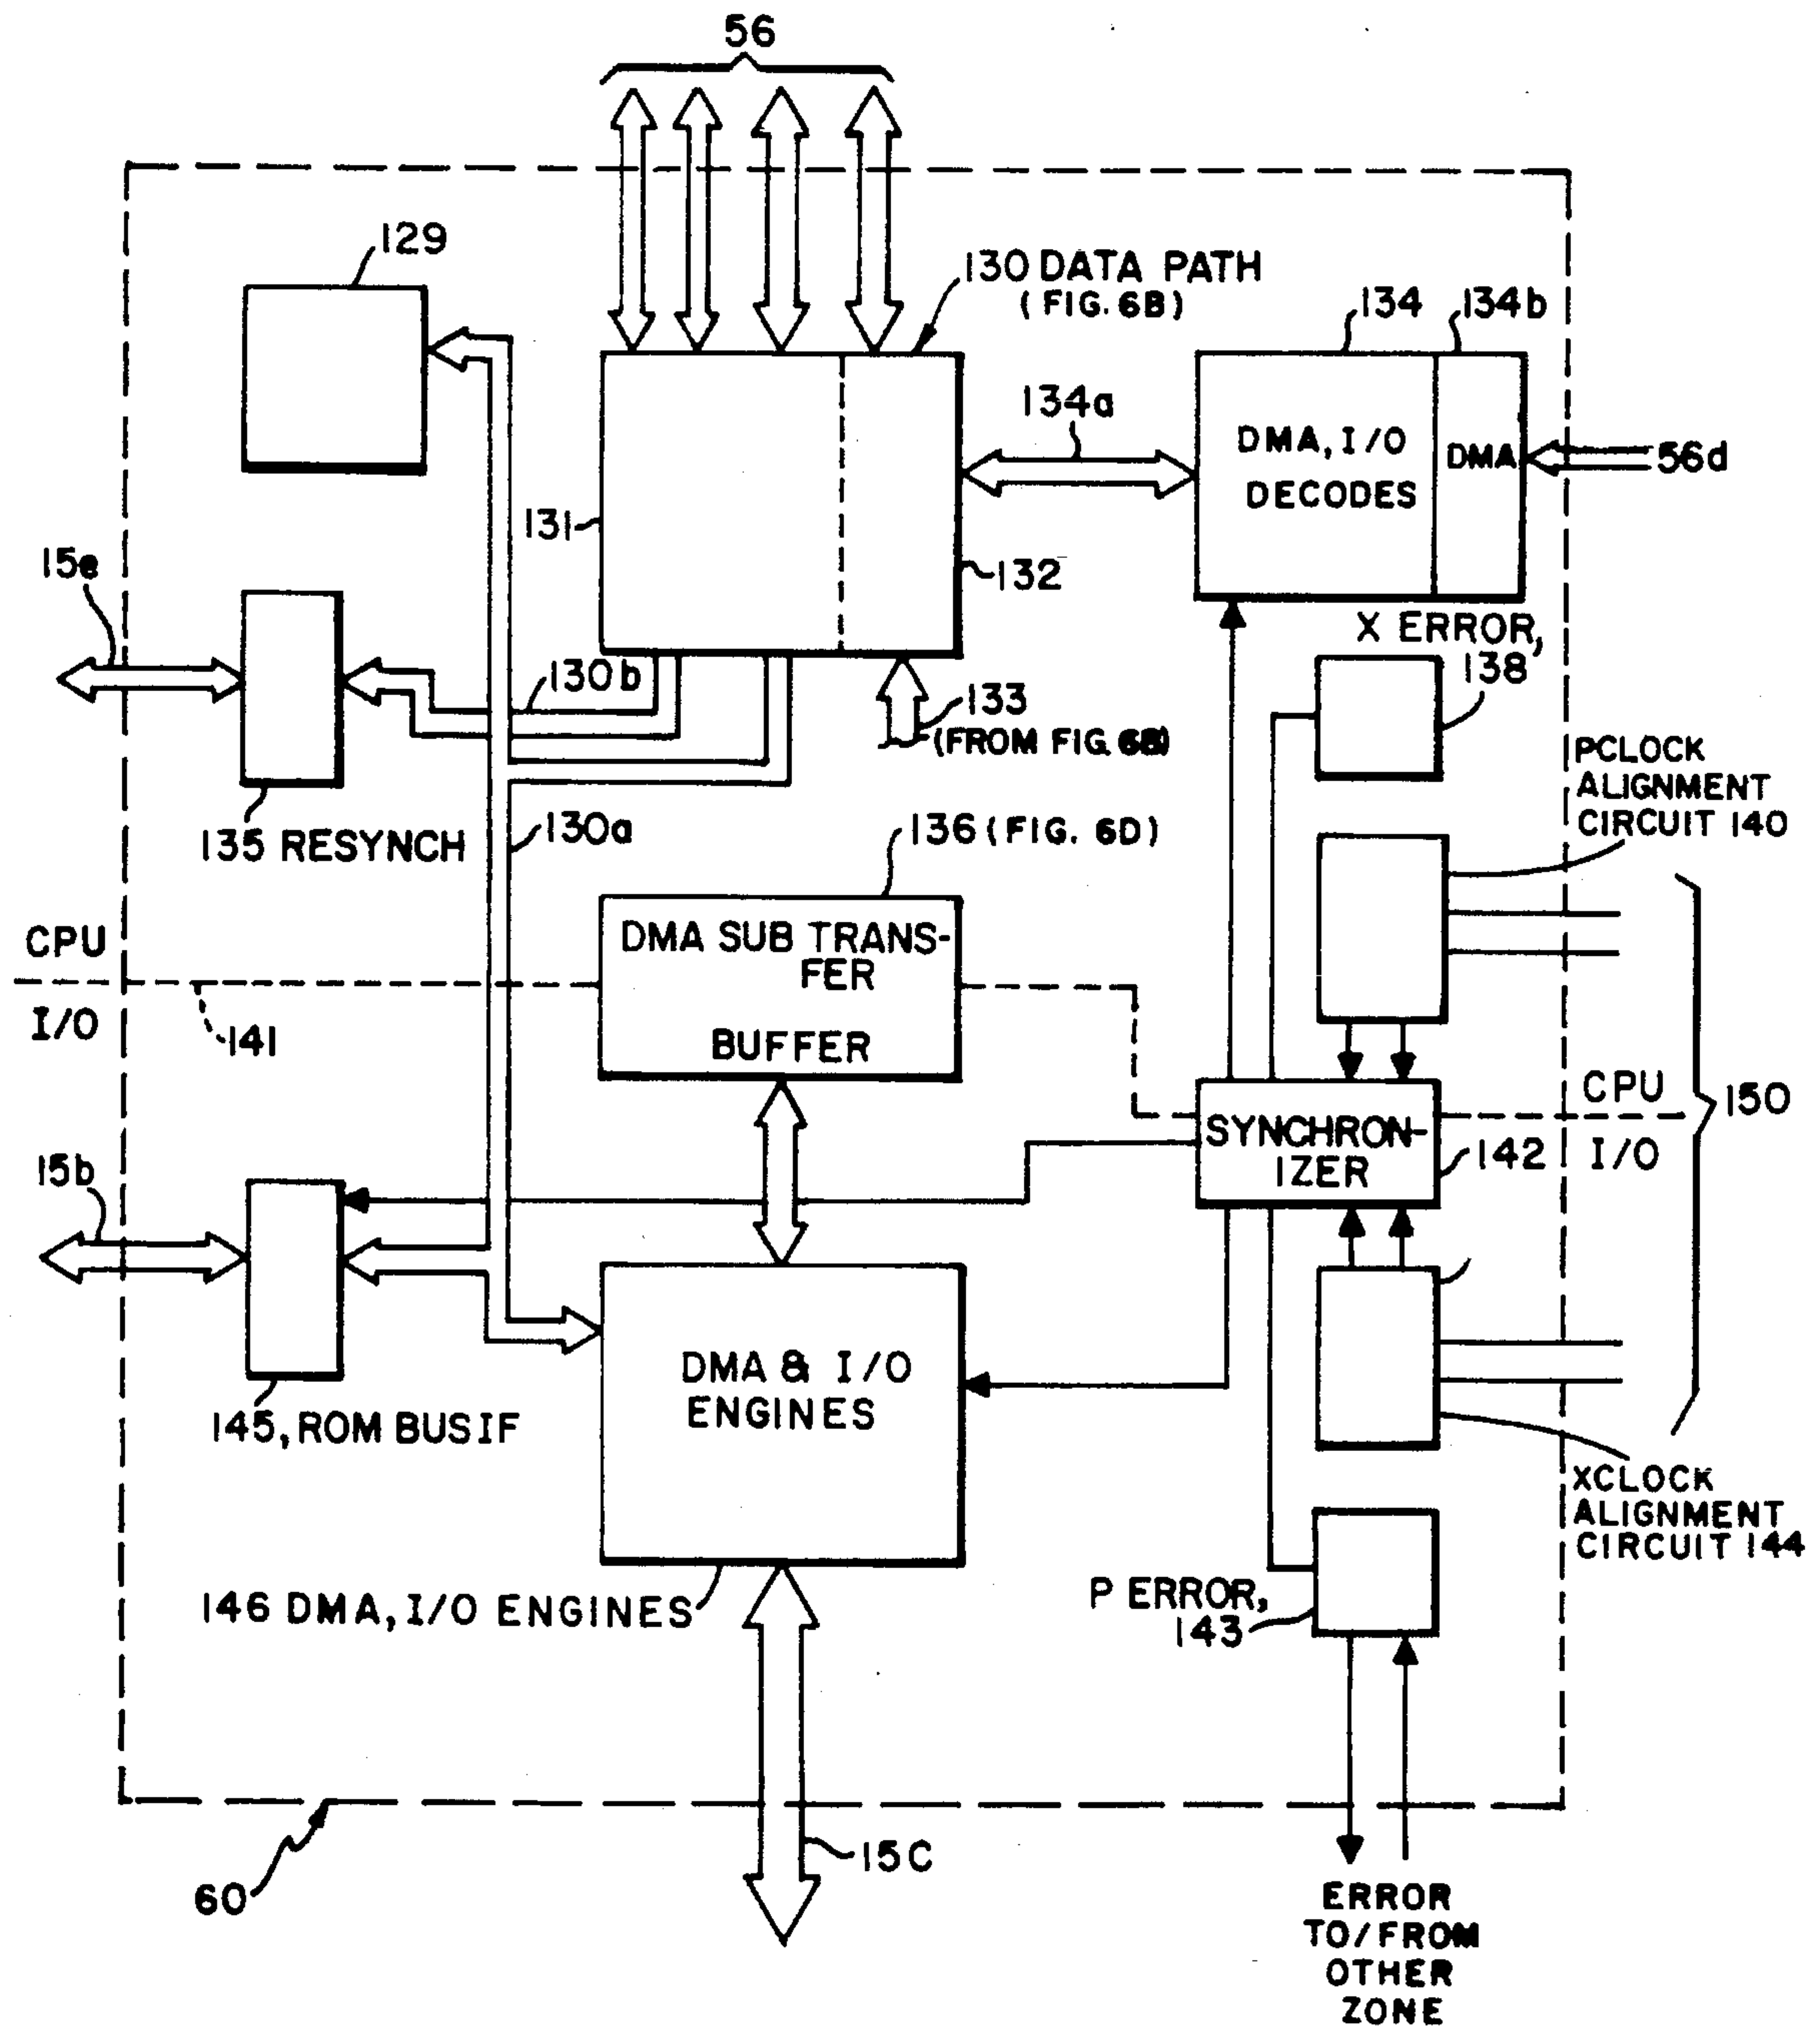 56
129
130 DATA PATH
(FIG. 6B)
134
134b
134a
DMA, I/O
DECODES
DMA
56d
131
132
15e
X ERROR,
138
130b
133
(FROM FIG. 6B)
PCLOCK
ALIGNMENT
CIRCUIT 140
135 RESYNCH
130a
136 (FIG. 6D)
CPU
I/O
141
DMA SUB TRANS-
FER
BUFFER
CPU
I/O
150
SYNCHRON-
IZER
142
15b
DMA & I/O
ENGINES
145, ROM BUS IF
XCLOCK
ALIGNMENT
CIRCUIT 144
146 DMA, I/O ENGINES
P ERROR,
143
15C
60
ERROR
TO/FROM
OTHER
ZONE